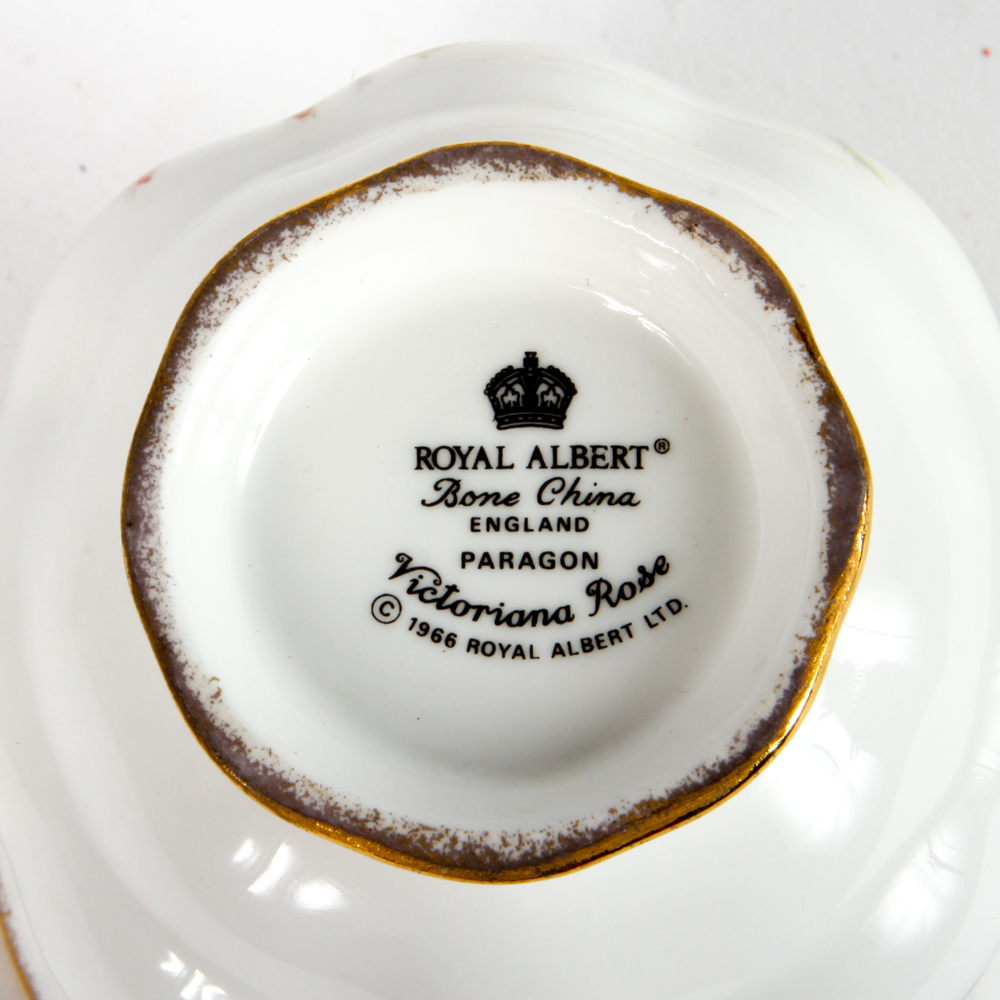 ROYAL ALBERT®
Bone China
ENGLAND
PARAGON
Victoriana Rose
© 1966 ROYAL ALBERT LTD.